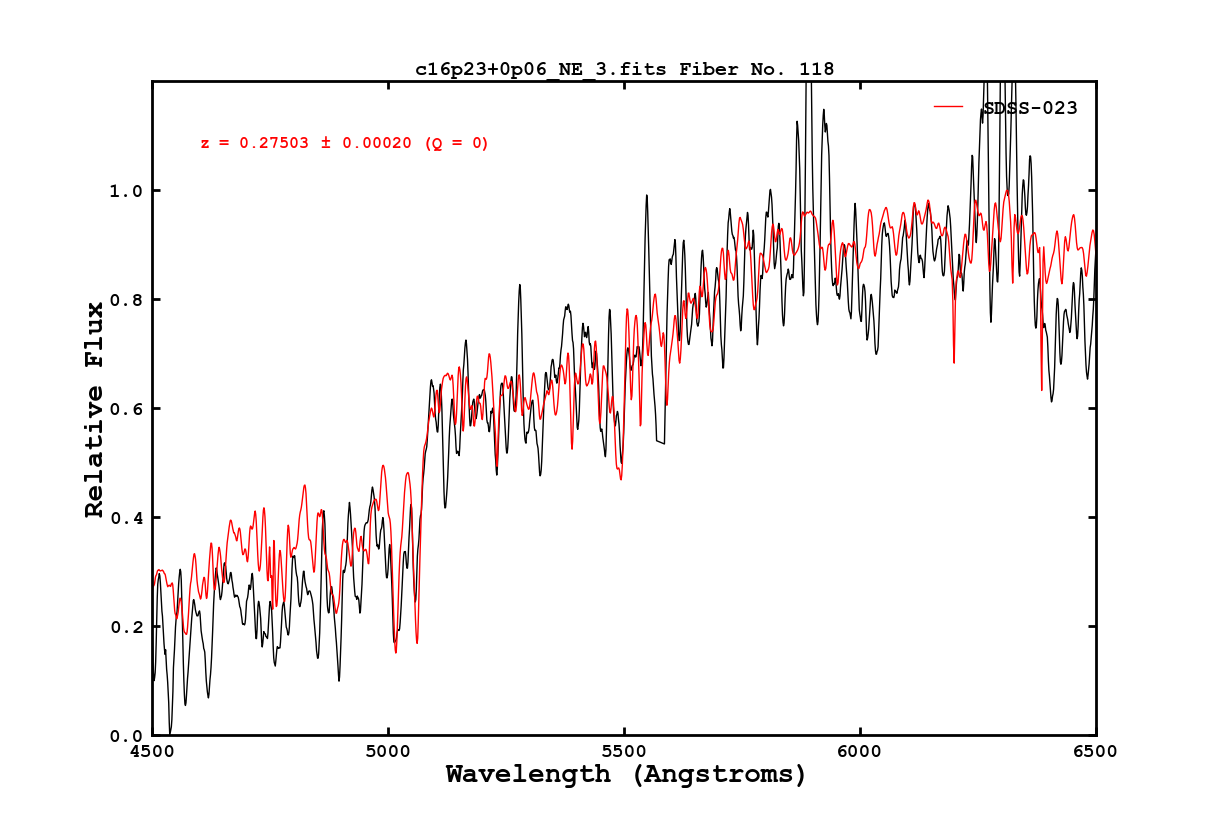 c16p23+0p06_NE_3.fits Fiber No. 118
SDSS-023
z = 0.27503 ± 0.00020 (Q = 0)
1.0
0.8
0.6
0.4
0.2
0.0
Relative Flux
4500 5000 5500 6000 6500
Wavelength (Angstroms)